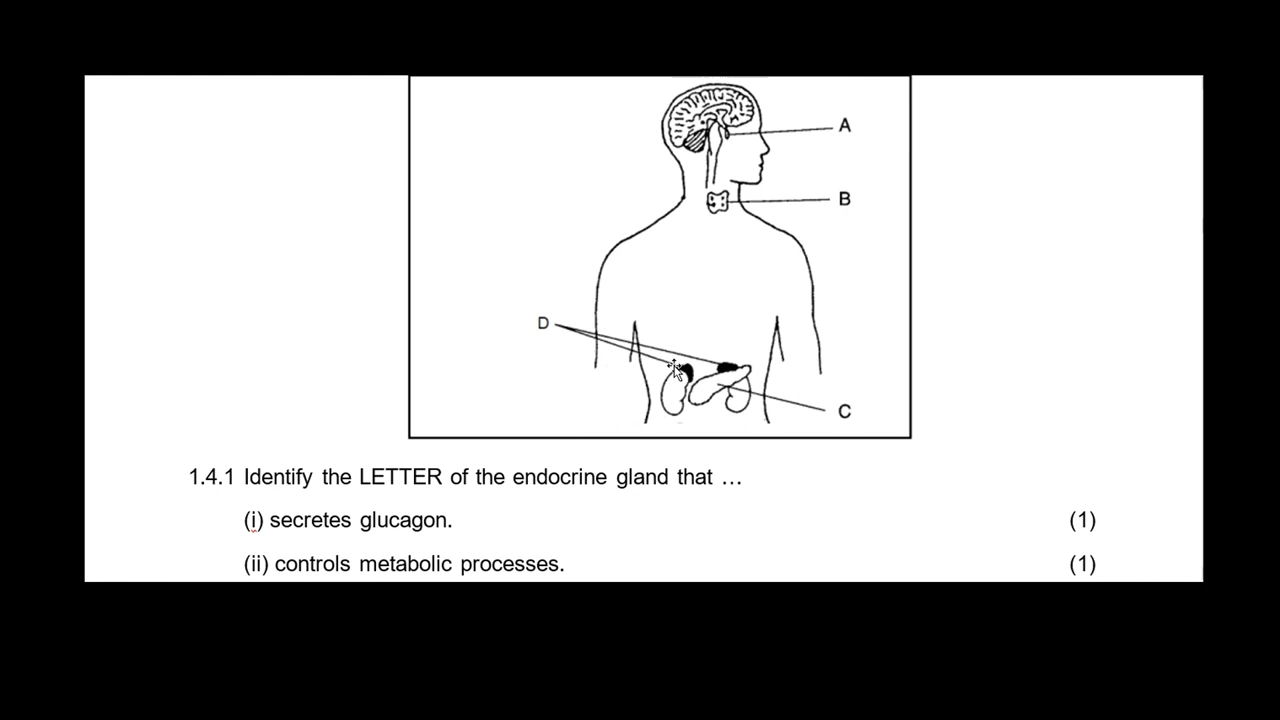 A
B
D
C
1.4.1 Identify the LETTER of the endocrine gland that …
(i) secretes glucagon. (1)
(ii) controls metabolic processes. (1)